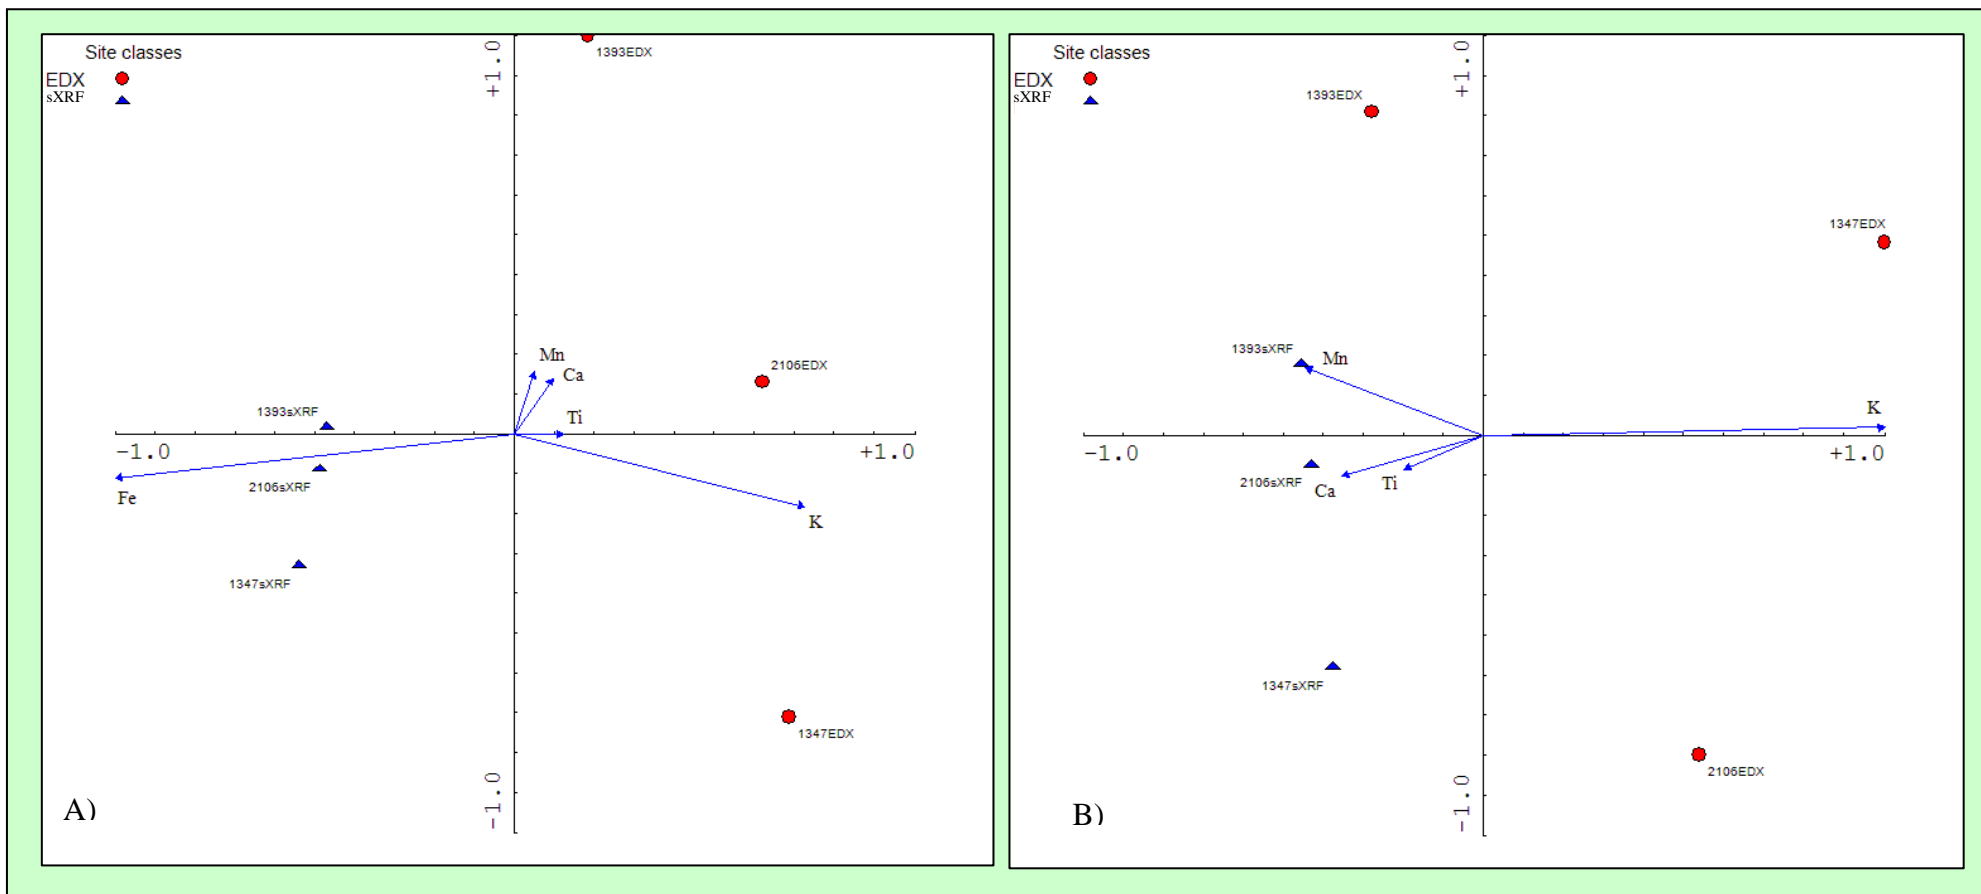 Site classes
EDX
sXRF
+1.0
1393EDX
2106EDX
Mn
Ca
Ti
1393sXRF
-1.0
+1.0
2106sXRF
Fe
K
1347sXRF
1347EDX
-1.0
A)
Site classes
EDX
sXRF
+1.0
1393EDX
1347EDX
1393sXRF
Mn
K
-1.0
+1.0
2106sXRF
Ca
Ti
1347sXRF
2106EDX
-1.0
B)